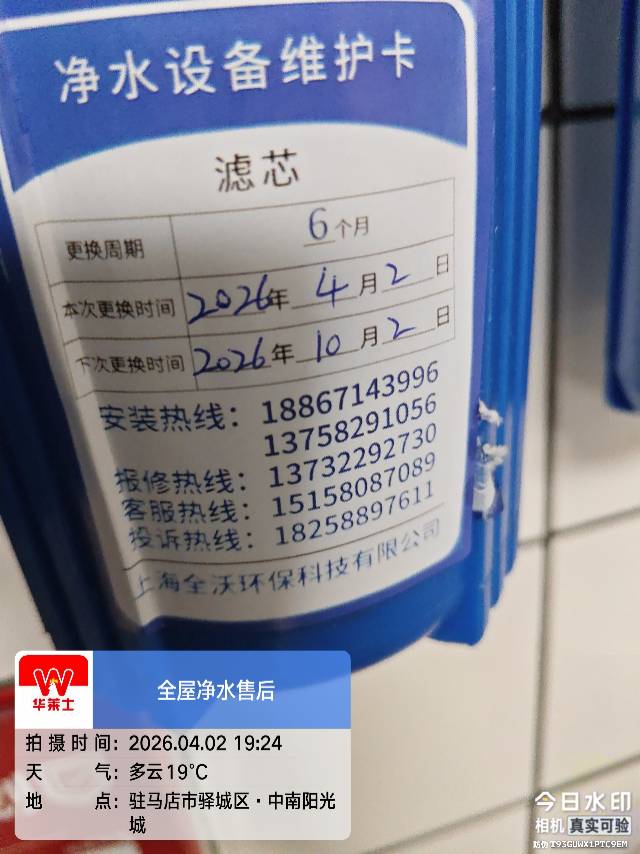 净水设备维护卡
滤芯
更换周期 6个月
本次更换时间 2026年 4月 2日
下次更换时间 2026年 10月 2日
安装热线：18867143996
13758291056
报修热线：13732292730
客服热线：15158087089
投诉热线：18258897611
上海全沃环保科技有限公司
华莱士
全屋净水售后
拍摄时间：2026.04.02 19:24
天气：多云19℃
地点：驻马店市驿城区·中南阳光
城
今日水印
相机 真实可验
防伪 T93GUWX1PTC9EM